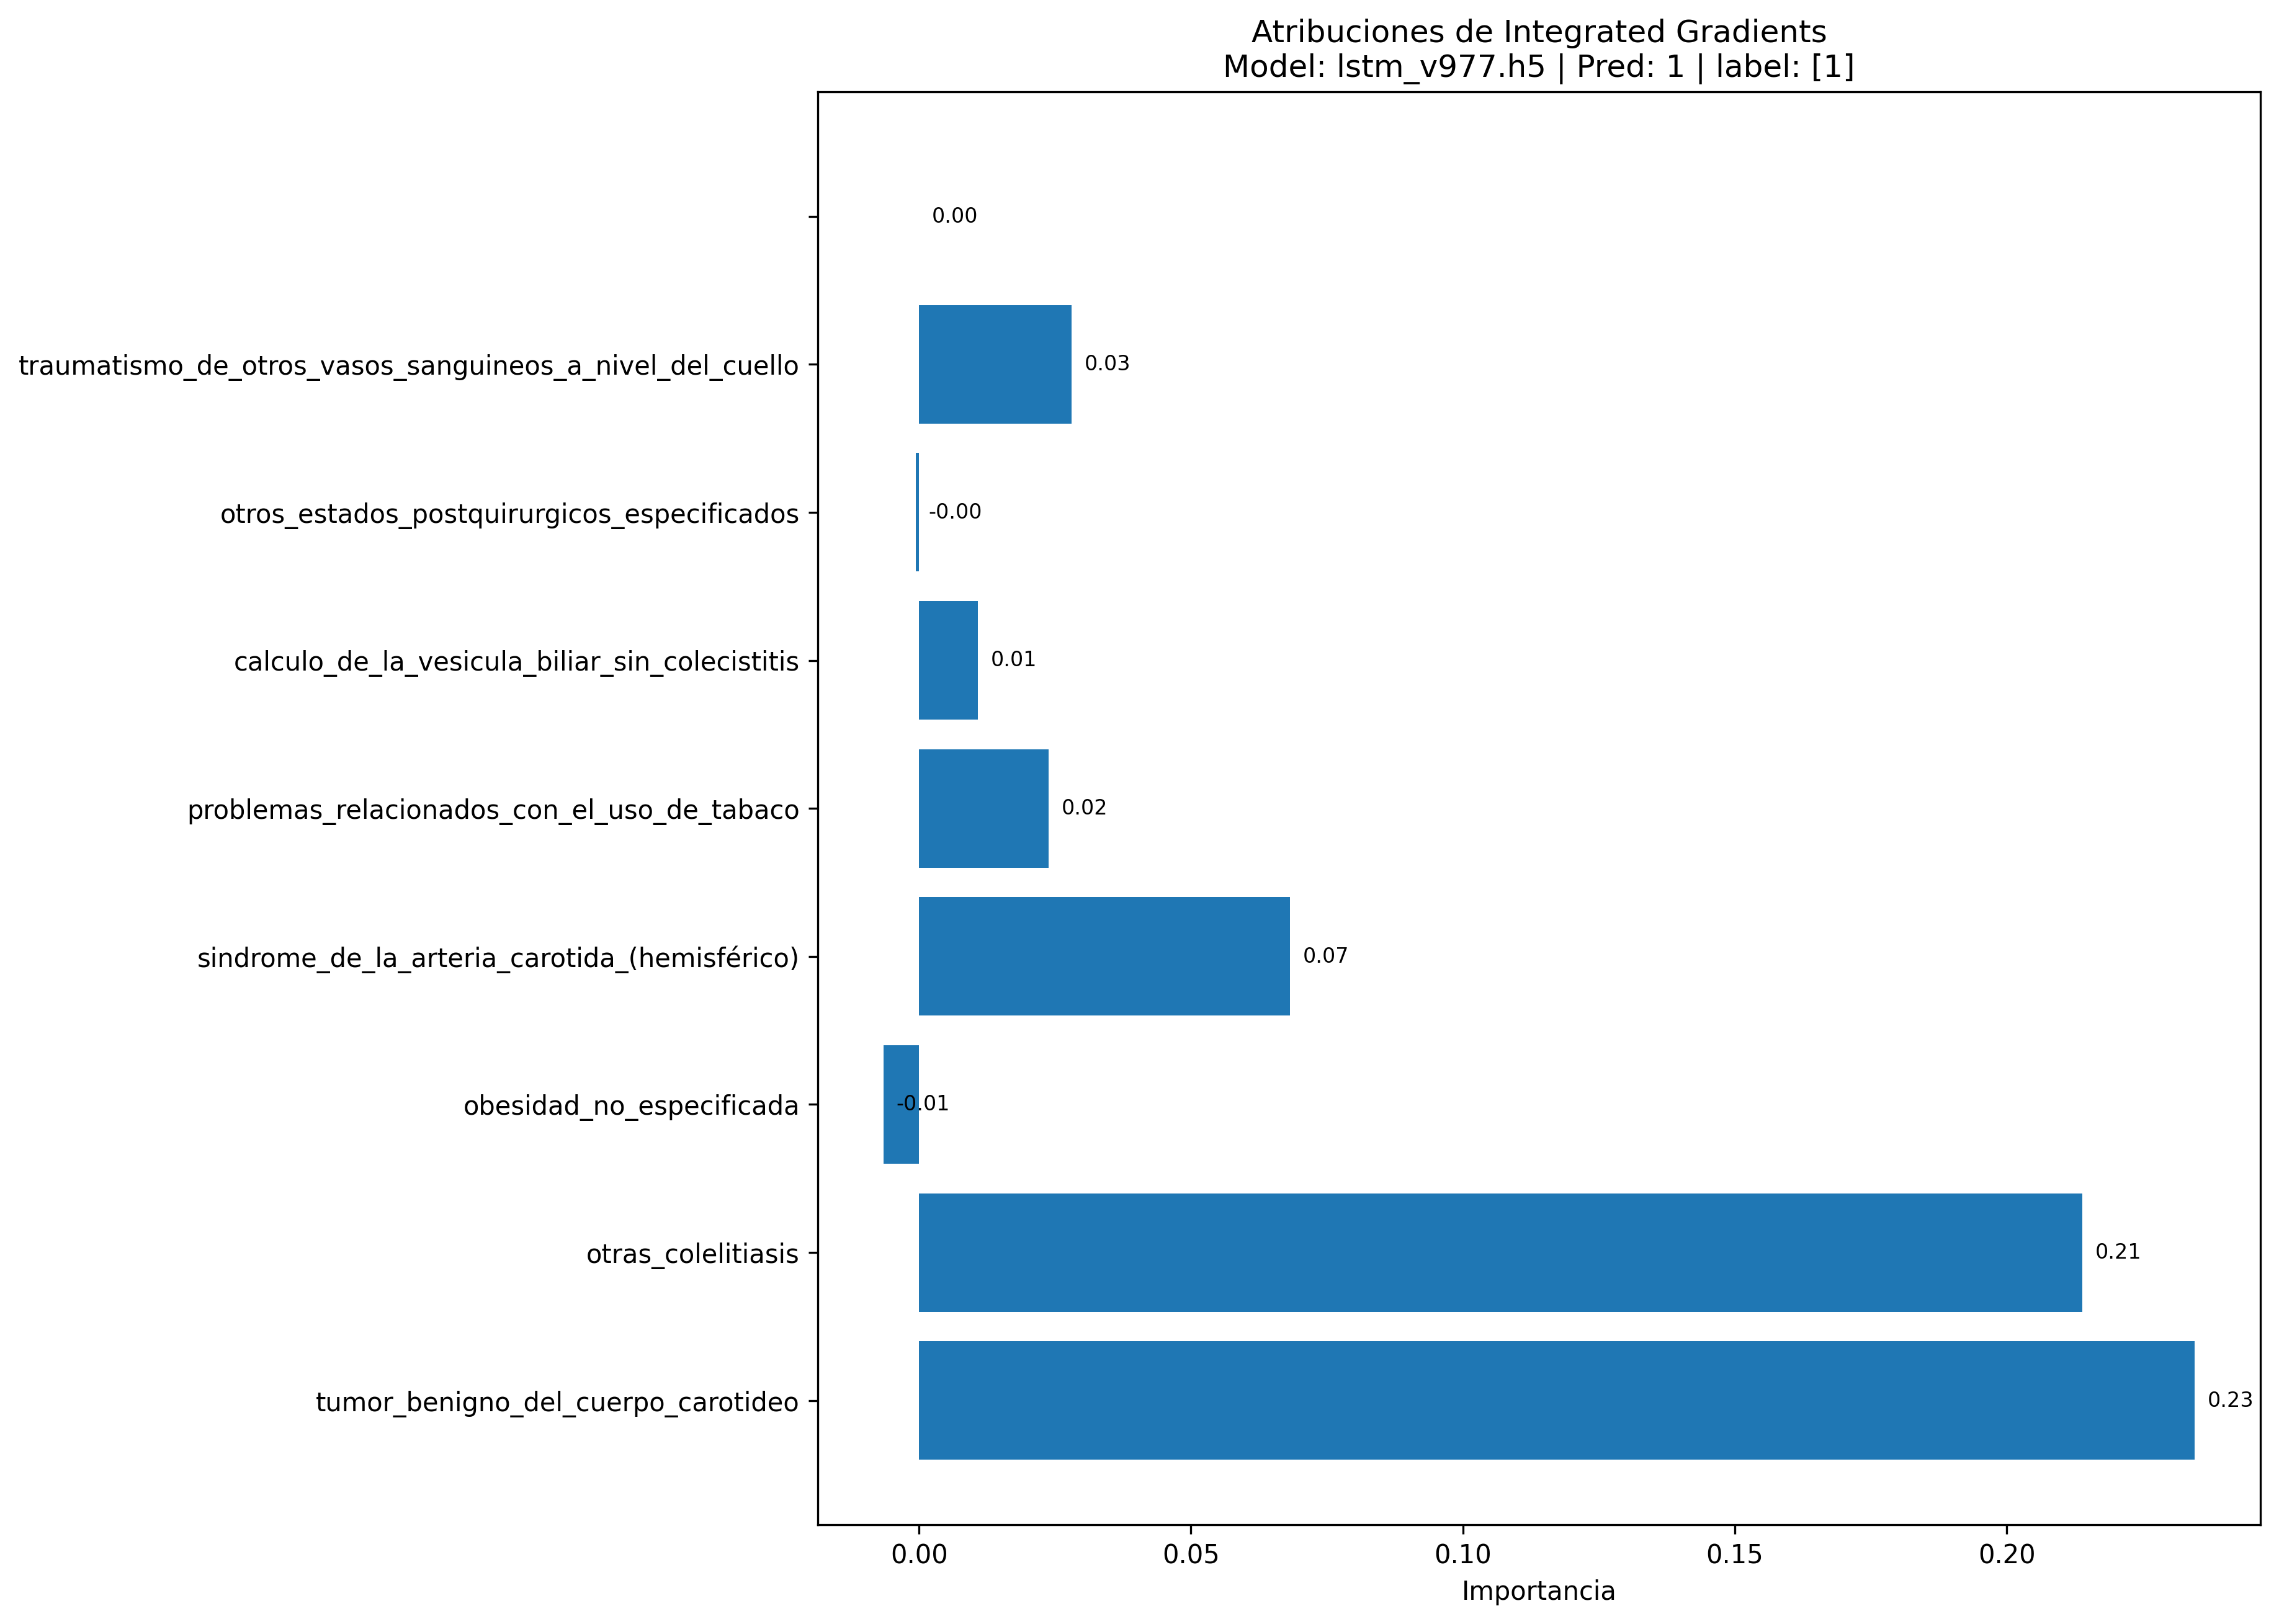 Atribuciones de Integrated Gradients
Model: lstm_v977.h5 | Pred: 1 | label: [1]
0.00
traumatismo_de_otros_vasos_sanguineos_a_nivel_del_cuello
0.03
otros_estados_postquirurgicos_especificados
-0.00
calculo_de_la_vesicula_biliar_sin_colecistitis
0.01
problemas_relacionados_con_el_uso_de_tabaco
0.02
sindrome_de_la_arteria_carotida_(hemisférico)
0.07
obesidad_no_especificada
-0.01
otras_colelitiasis
0.21
tumor_benigno_del_cuerpo_carotideo
0.23
0.00 0.05 0.10 0.15 0.20
Importancia